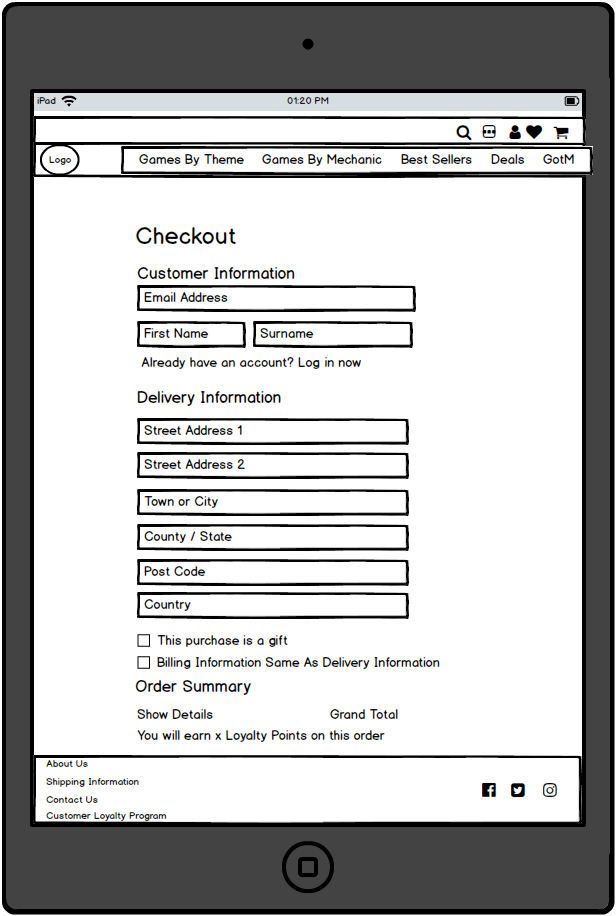 iPad 01:20 PM
Logo Games By Theme Games By Mechanic Best Sellers Deals GotM
Checkout
Customer Information
Email Address
First Name Surname
Already have an account? Log in now
Delivery Information
Street Address 1
Street Address 2
Town or City
County / State
Post Code
Country
This purchase is a gift
Billing Information Same As Delivery Information
Order Summary
Show Details Grand Total
You will earn x Loyalty Points on this order
About Us
Shipping Information
Contact Us
Customer Loyalty Program